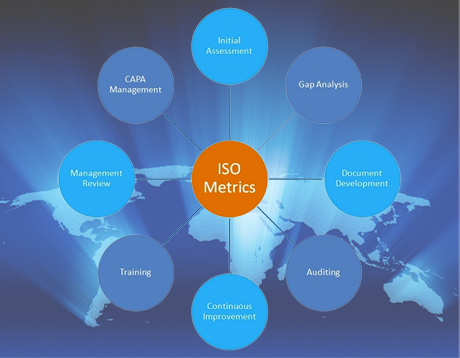 Initial
Assessment
CAPA
Management
Gap Analysis
ISO
Metrics
Management
Review
Document
Development
Training
Auditing
Continuous
Improvement